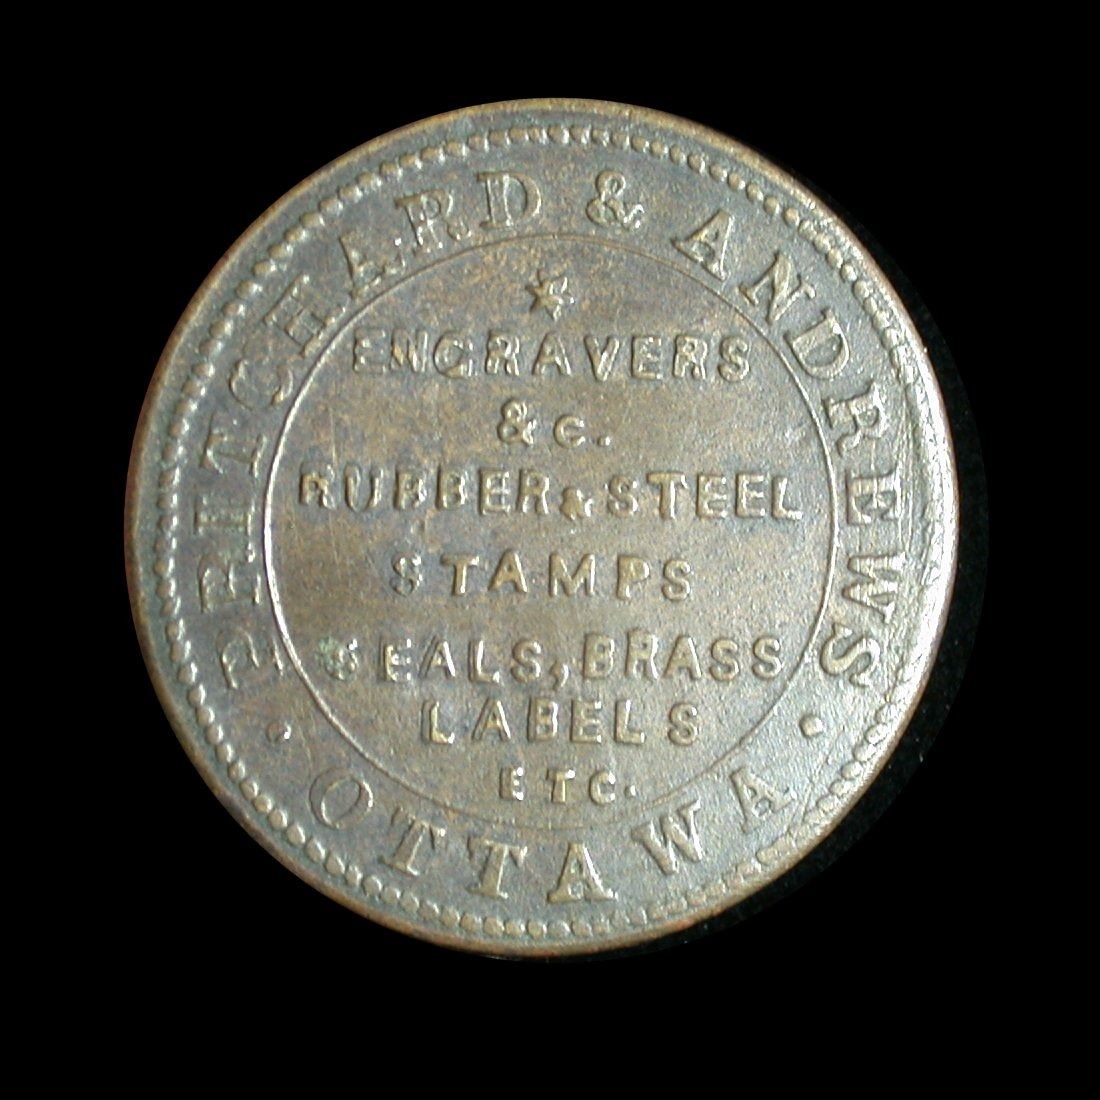 PRITCHARD & ANDREWS
ENGRAVERS
& C.
RUBBER & STEEL
STAMPS
SEALS, BRASS
LABELS
ETC.
· OTTAWA ·